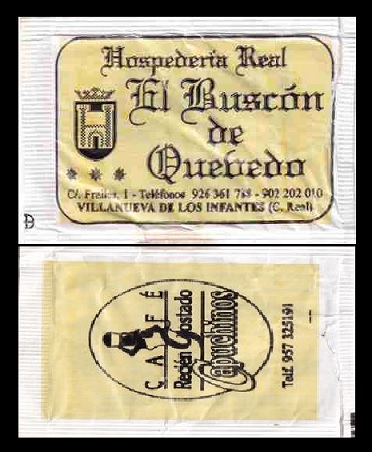 Hospedería Real
El Buscón
de
Quevedo
C/. Frailes, 1 - Teléfonos 926 361 788 - 902 202 010
VILLANUEVA DE LOS INFANTES (C. Real)
D
CAFÉ
Recién Tostado
Capuchinos
Telf. 957 325191